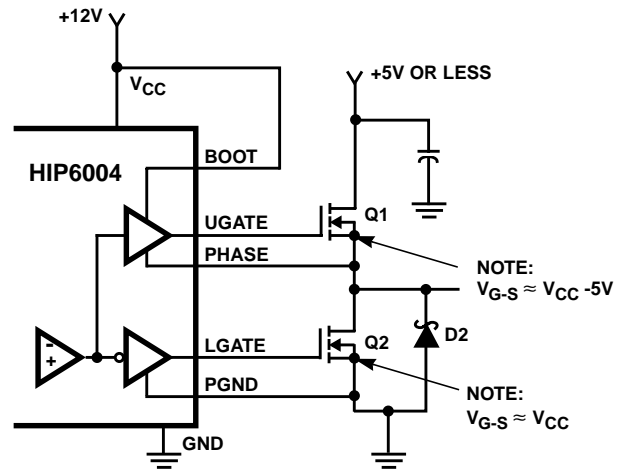 +12V
VCC
+5V OR LESS
BOOT
HIP6004
UGATE
Q1
PHASE
NOTE:
VG-S ≈ VCC -5V
-
+
LGATE
Q2
D2
PGND
NOTE:
VG-S ≈ VCC
GND